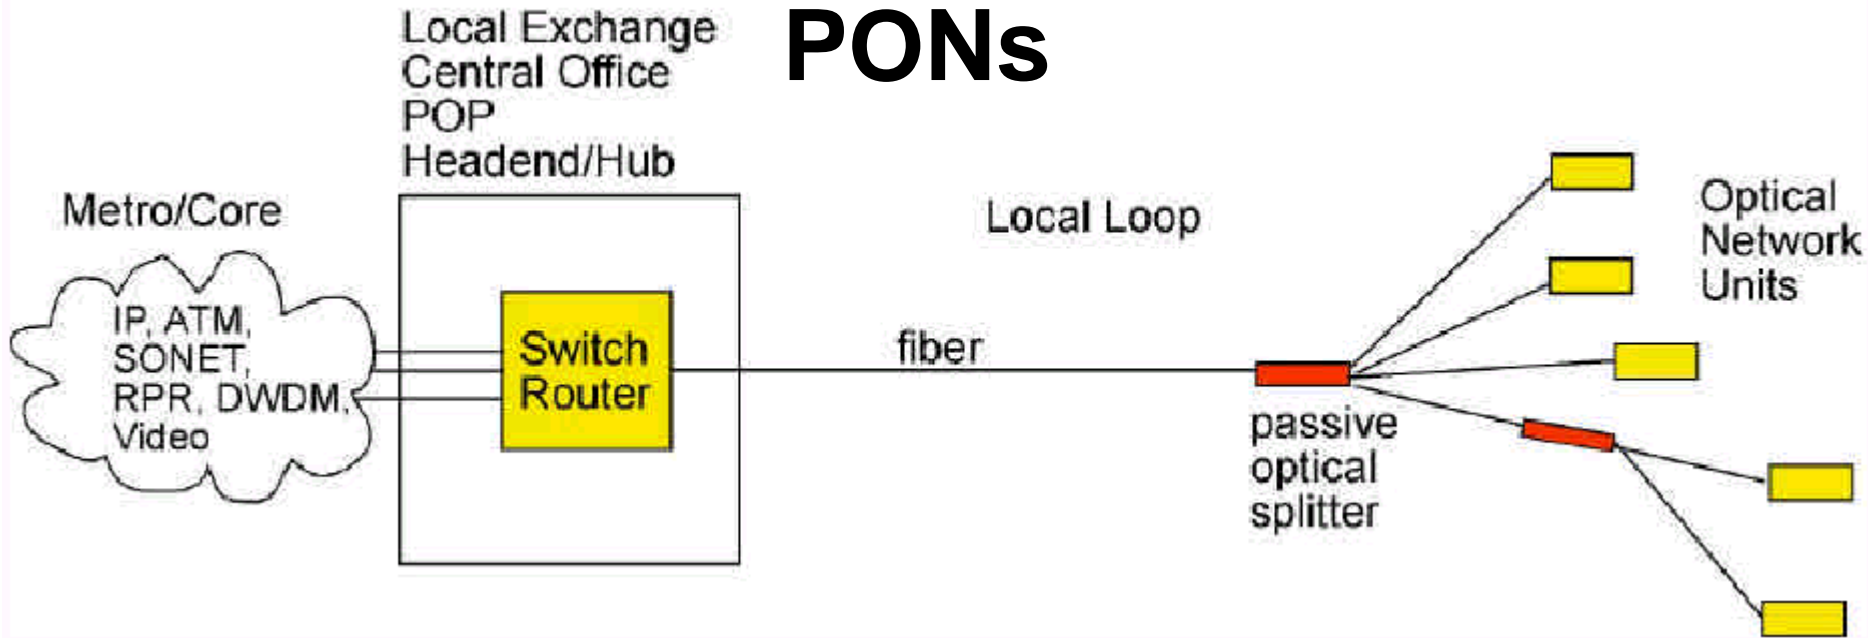 PONs
Local Exchange
Central Office
POP
Headend/Hub
Metro/Core
IP, ATM,
SONET,
RPR, DWDM,
Video
Switch
Router
fiber
Local Loop
passive
optical
splitter
Optical
Network
Units